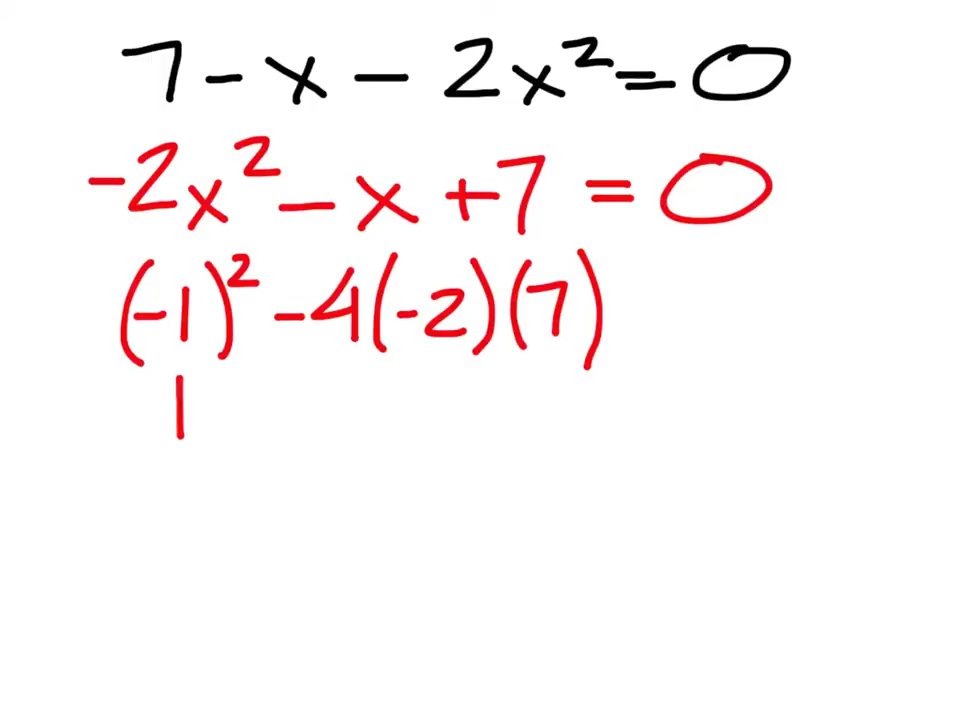 7 - x - 2x² = 0
-2x² - x + 7 = 0
(-1)² - 4(-2)(7)
1